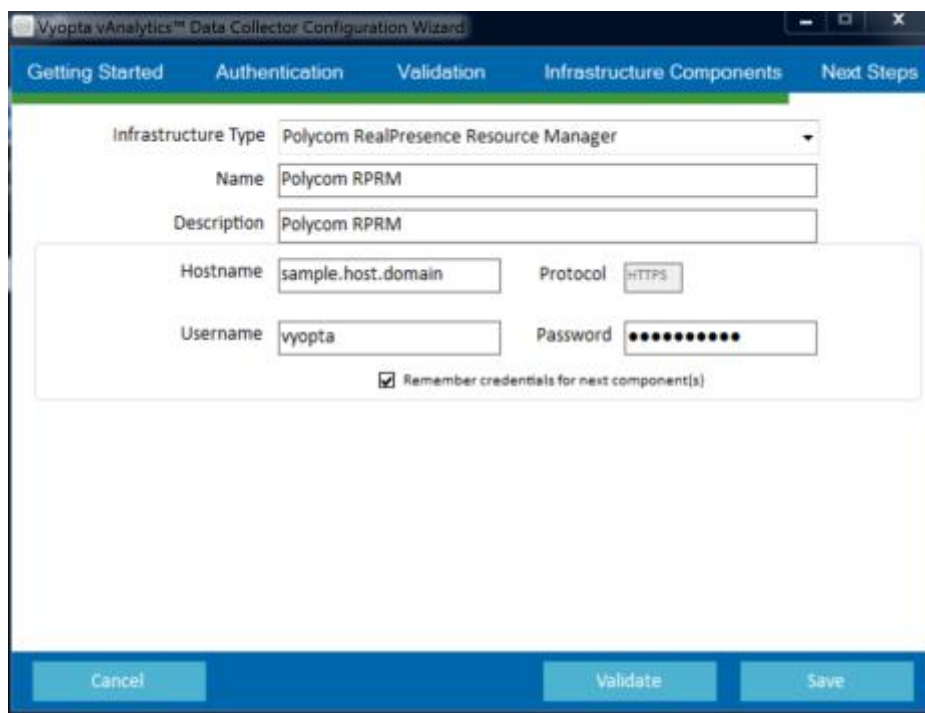 Vyopta vAnalytics™ Data Collector Configuration Wizard
Getting Started Authentication Validation Infrastructure Components Next Steps
Infrastructure Type Polycom RealPresence Resource Manager
Name Polycom RPRM
Description Polycom RPRM
Hostname sample.host.domain Protocol HTTPS
Username vyopta Password ●●●●●●●●●●
Remember credentials for next component(s)
Cancel Validate Save